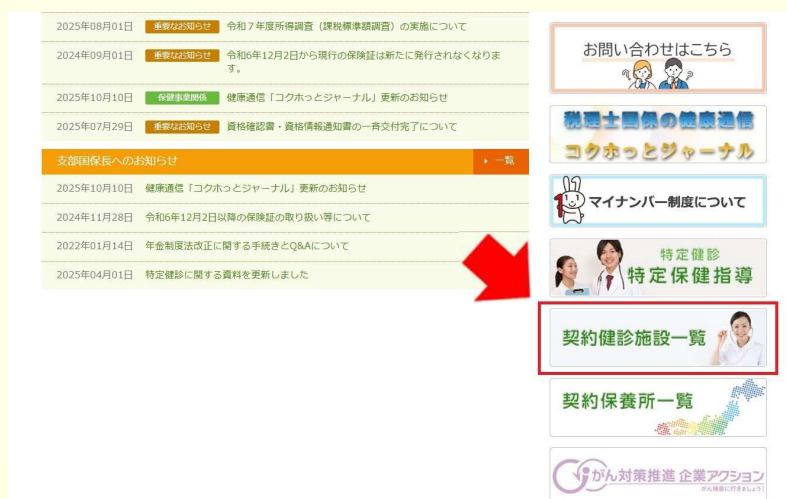 2025年08月01日 重要なお知らせ 令和７年度所得調査（課税標準額調査）の実施について
2024年09月01日 重要なお知らせ 令和6年12月2日から現行の保険証は新たに発行されなくなりま
す。
2025年10月10日 保健事業関係 健康通信「コクホっとジャーナル」更新のお知らせ
2025年07月29日 重要なお知らせ 資格確認書・資格情報通知書の一斉交付完了について
支部国保長へのお知らせ 一覧
2025年10月10日 健康通信「コクホっとジャーナル」更新のお知らせ
2024年11月28日 令和6年12月2日以降の保険証の取り扱い等について
2022年01月14日 年金制度法改正に関する手続きとQ&Aについて
2025年04月01日 特定健診に関する資料を更新しました
お問い合わせはこちら
税理士国保の健康通信
コクホっとジャーナル
マイナンバー制度について
特定健診
特定保健指導
契約健診施設一覧
契約保養所一覧
がん対策推進 企業アクション
がん検診に行きましょう!